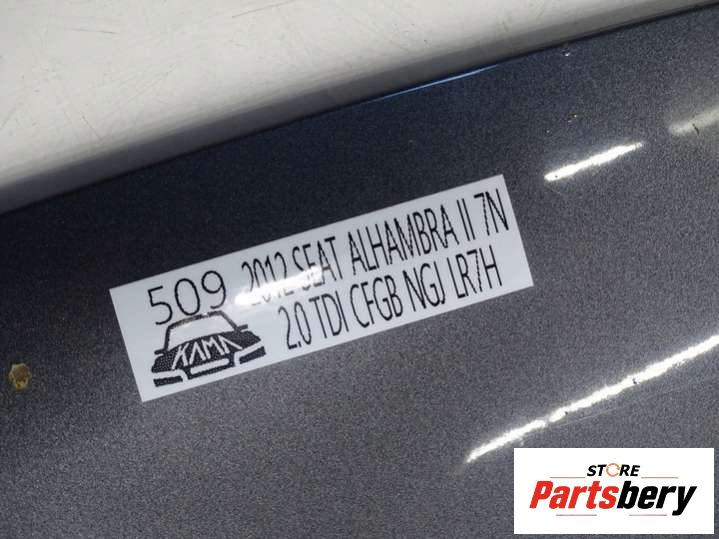 509 2012 SEAT ALHAMBRA II 7N
KAMA 2.0 TDI CFGB NGJ LR7H
STORE
Partsbery